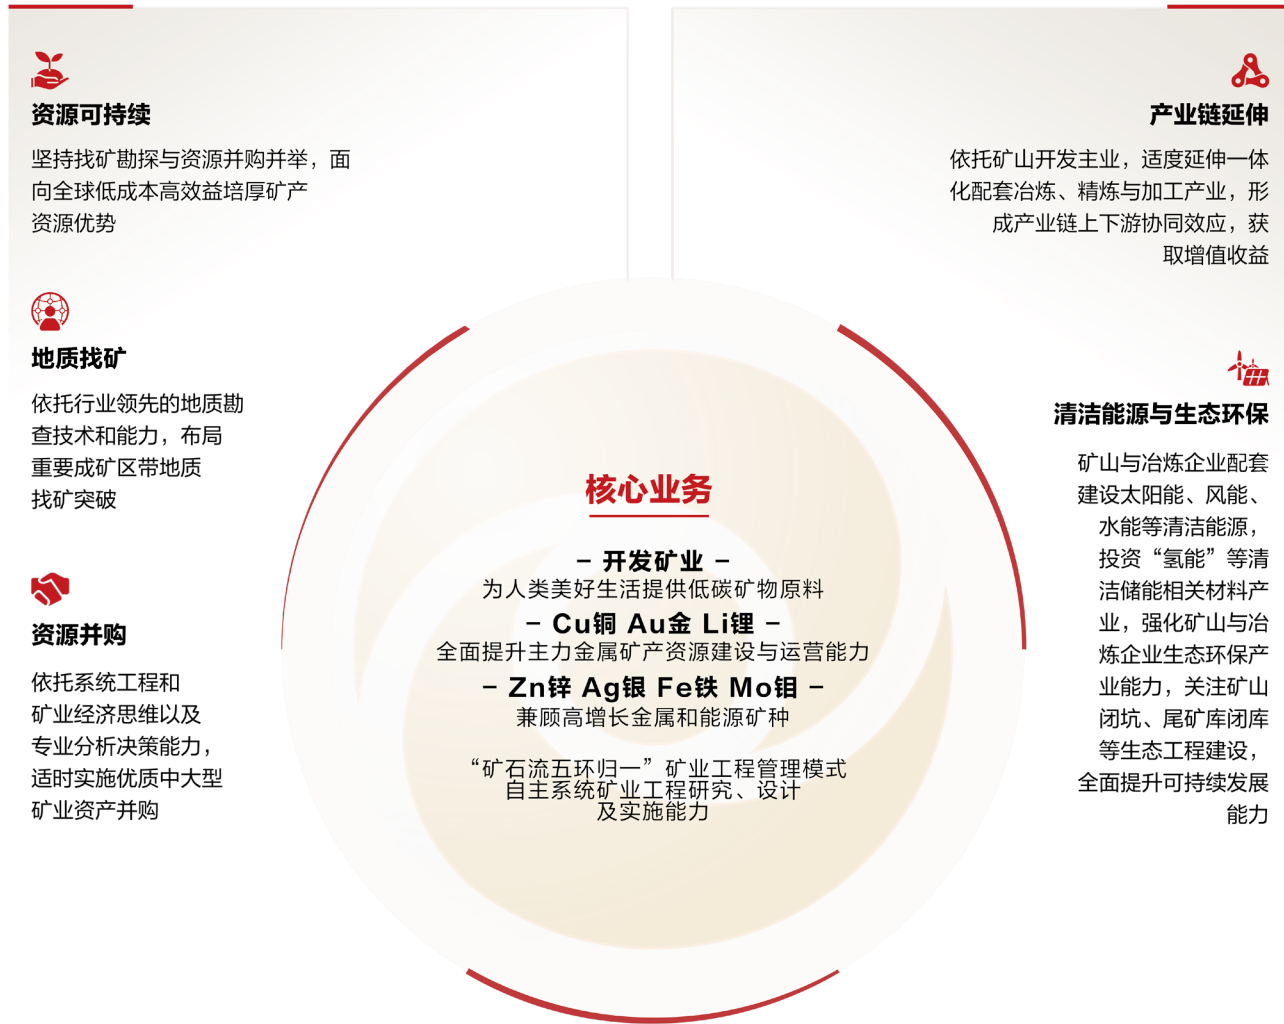 资源可持续
坚持找矿勘探与资源并购并举，面
向全球低成本高效益培厚矿产
资源优势
地质找矿
依托行业领先的地质勘
查技术和能力，布局
重要成矿区带地质
找矿突破
资源并购
依托系统工程和
矿业经济思维以及
专业分析决策能力，
适时实施优质中大型
矿业资产并购
核心业务
– 开发矿业 –
为人类美好生活提供低碳矿物原料
– Cu铜 Au金 Li锂 –
全面提升主力金属矿产资源建设与运营能力
– Zn锌 Ag银 Fe铁 Mo钼 –
兼顾高增长金属和能源矿种
“矿石流五环归一”矿业工程管理模式
自主系统矿业工程研究、设计
及实施能力
产业链延伸
依托矿山开发主业，适度延伸一体
化配套冶炼、精炼与加工产业，形
成产业链上下游协同效应，获
取增值收益
清洁能源与生态环保
矿山与冶炼企业配套
建设太阳能、风能、
水能等清洁能源，
投资“氢能”等清
洁储能相关材料产
业，强化矿山与冶
炼企业生态环保产
业能力，关注矿山
闭坑、尾矿库闭库
等生态工程建设，
全面提升可持续发展
能力